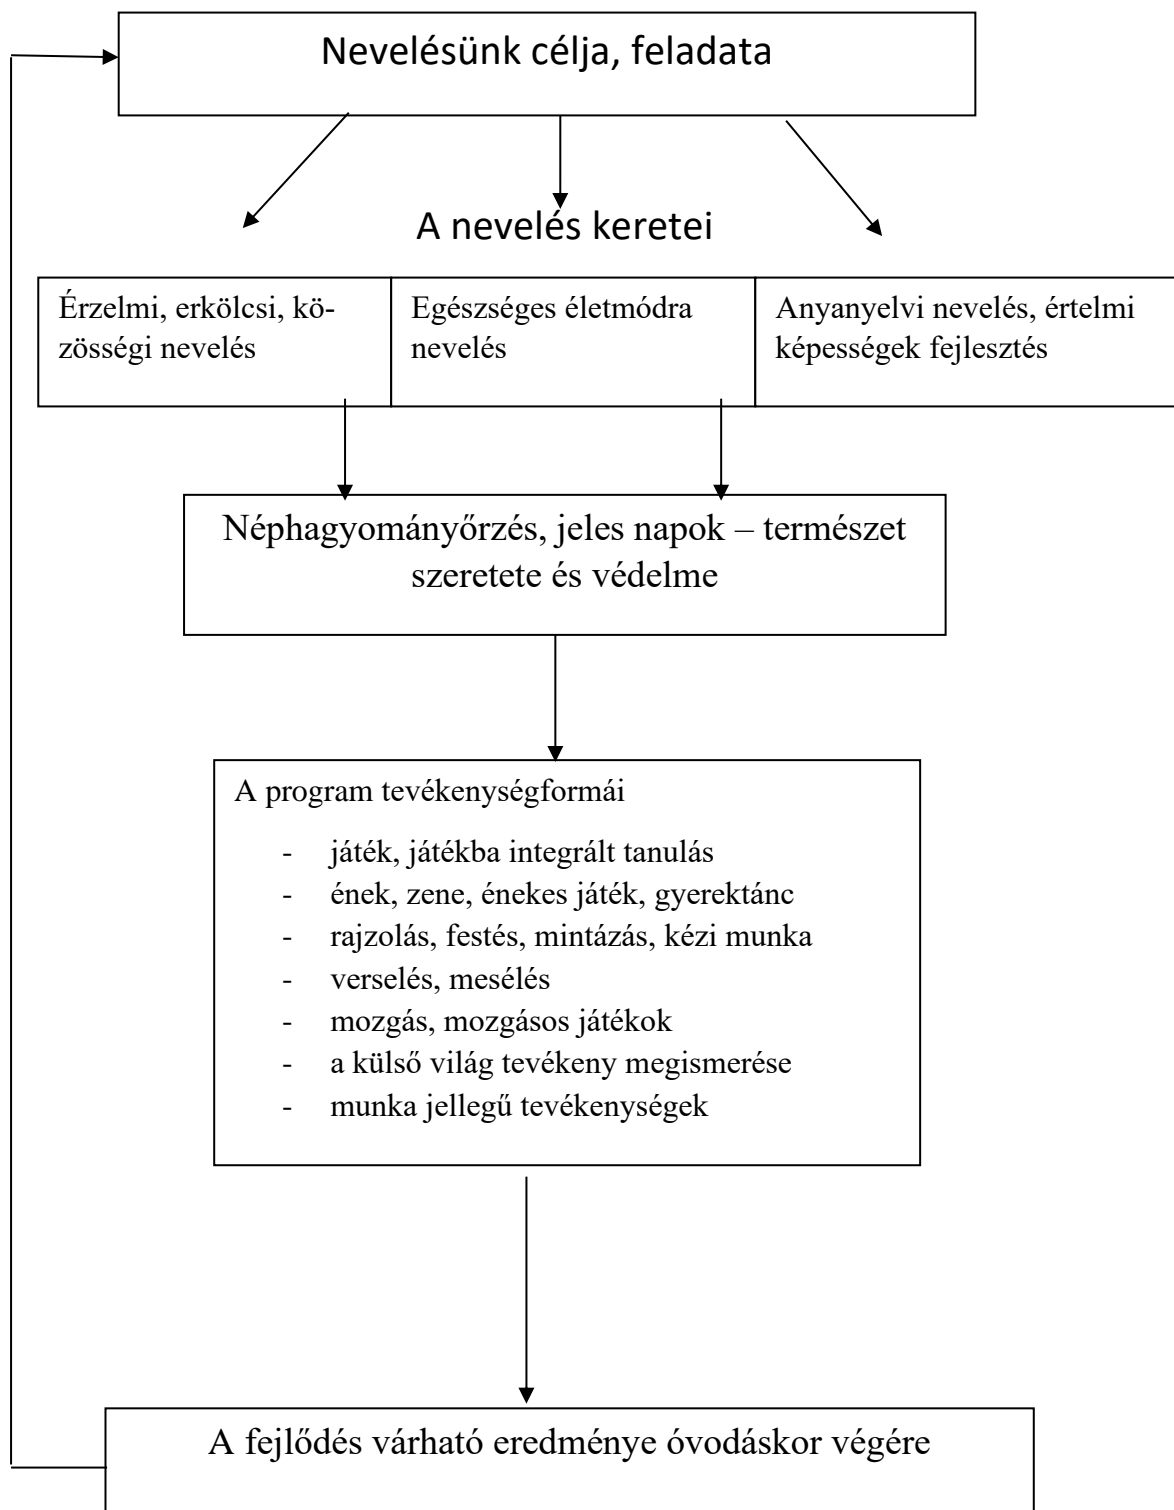 Nevelésünk célja, feladata
A nevelés keretei
Érzelmi, erkölcsi, kö-
zösségi nevelés
Egészséges életmódra
nevelés
Anyanyelvi nevelés, értelmi
képességek fejlesztés
Néphagyományőrzés, jeles napok – természet
szeretete és védelme
A program tevékenységformái
- játék, játékba integrált tanulás
- ének, zene, énekes játék, gyerektánc
- rajzolás, festés, mintázás, kézi munka
- verselés, mesélés
- mozgás, mozgásos játékok
- a külső világ tevékeny megismerése
- munka jellegű tevékenységek
A fejlődés várható eredménye óvodáskor végére